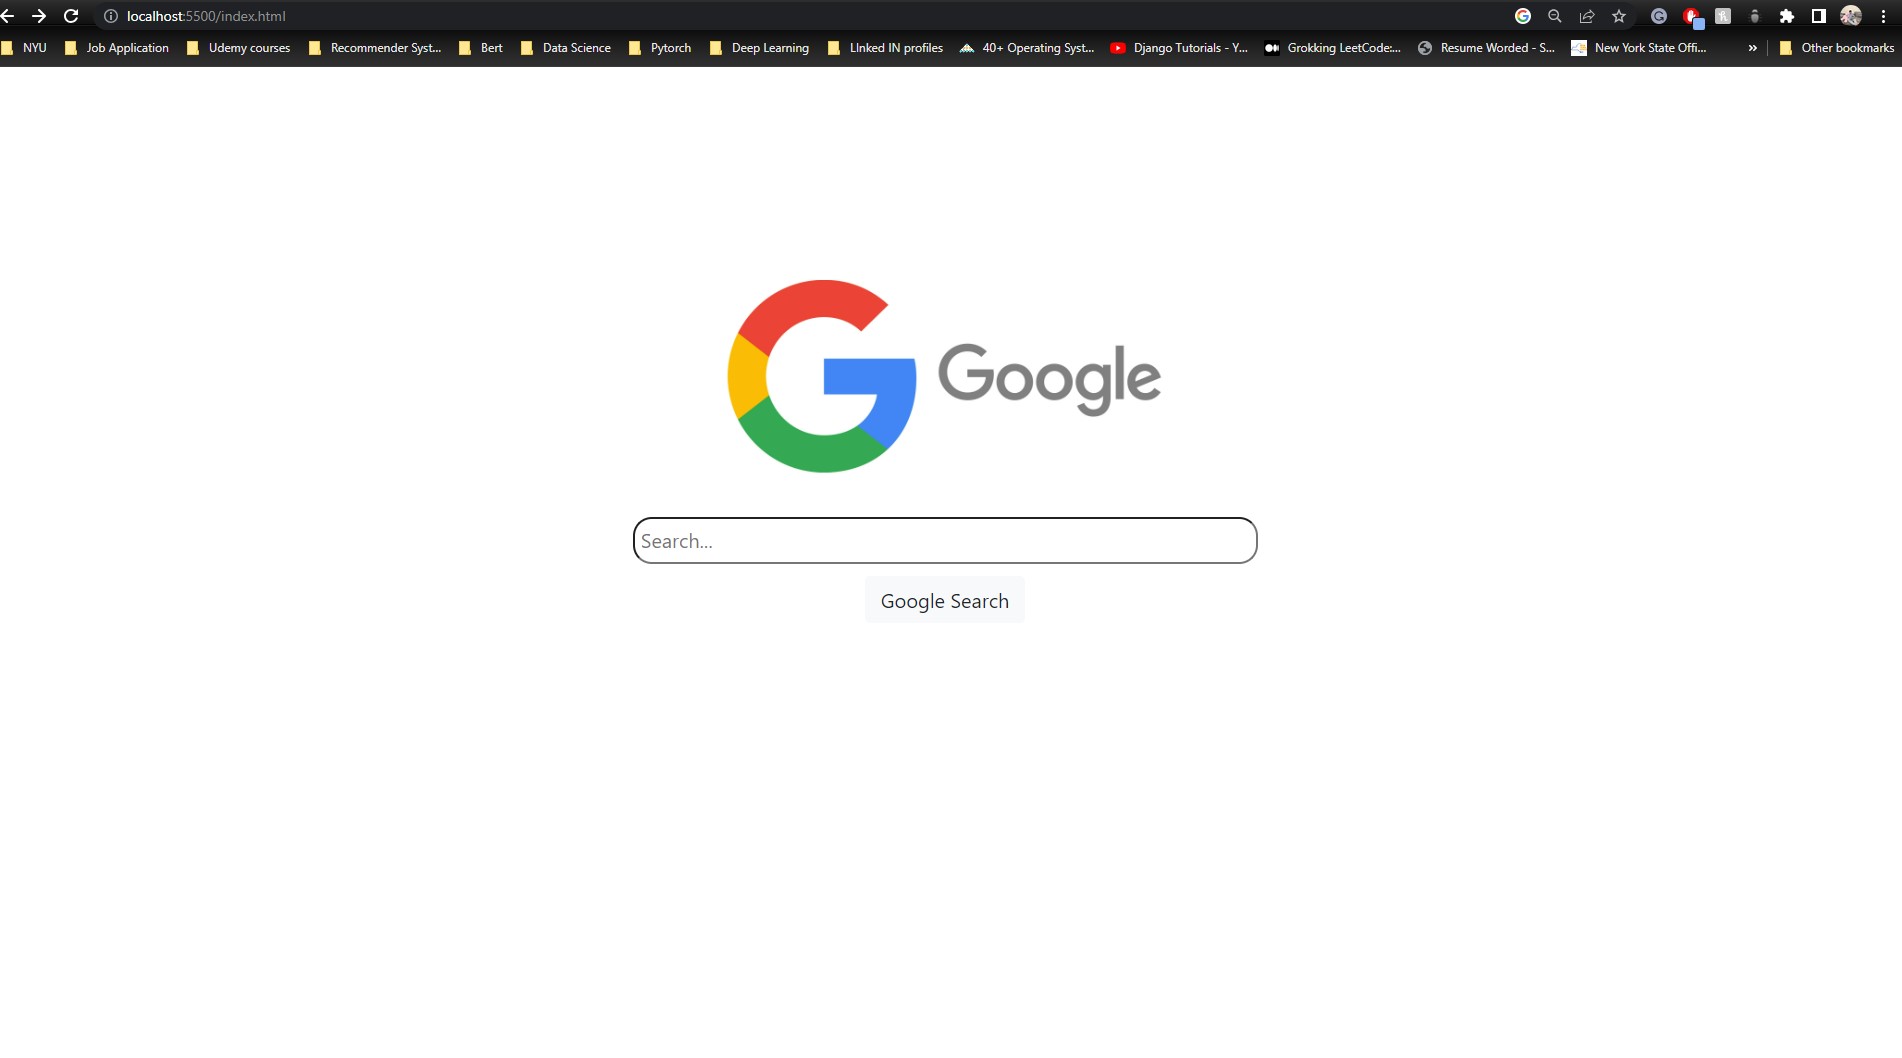 localhost:5500/index.html
NYU Job Application Udemy courses Recommender Syst... Bert Data Science Pytorch Deep Learning LInked IN profiles 40+ Operating Syst... Django Tutorials - Y... Grokking LeetCode:... Resume Worded - S... New York State Offi... » Other bookmarks
Google
Search...
Google Search